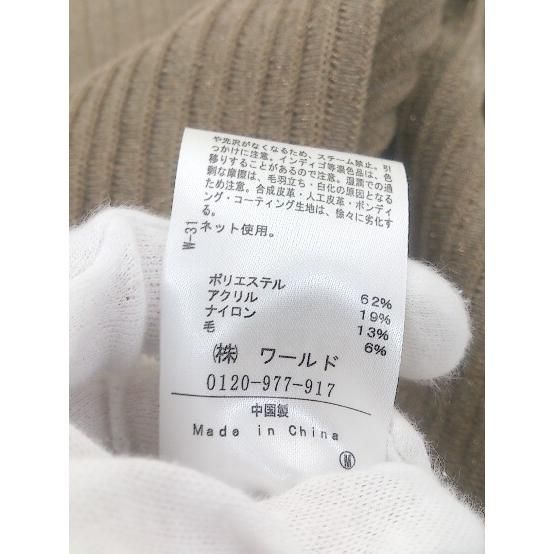 や光沢がなくなるため、スチーム禁止。引
っかけに注意。インディゴ等濃色品は、色
移りすることがあるので注意。湿潤での過
剰な摩擦は、毛羽立ち・白化の原因となる
ため注意。合成皮革・人工皮革・ボンディ
ング・コーティング生地は、徐々に劣化す
る。
ネット使用。
W-31
ポリエステル 62%
アクリル 19%
ナイロン 13%
毛 6%
㈱ ワールド
0120-977-917
中国製
Made in China
M